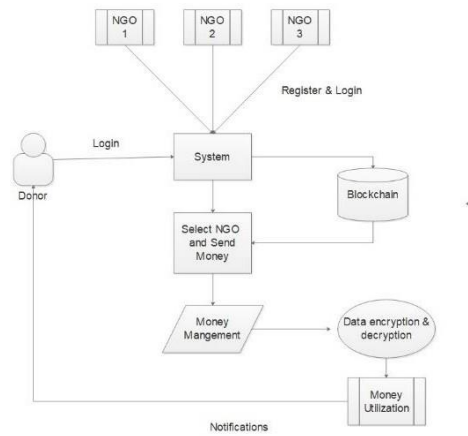 NGO
1
NGO
2
NGO
3
Register & Login
Login
System
Donor
Blockchain
Select NGO
and Send
Money
Money
Mangement
Data encryption &
decryption
Money
Utilization
Notifications